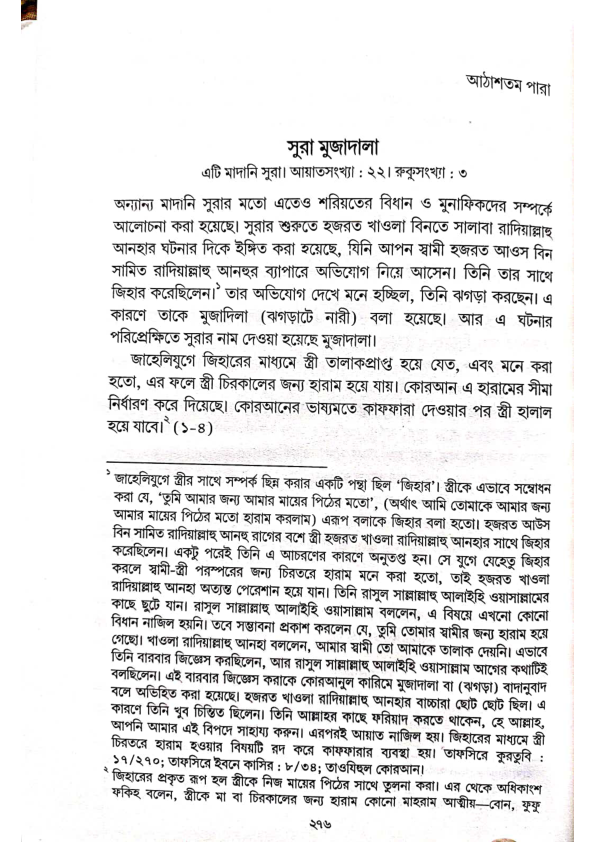 আঠাশতম পারা
সুরা মুজাদালা
এটি মাদানি সুরা। আয়াতসংখ্যা : ২২। রুকুসংখ্যা : ৩
অন্যান্য মাদানি সুরার মতো এতেও শরিয়তের বিধান ও মুনাফিকদের সম্পর্কে
আলোচনা করা হয়েছে। সুরার শুরুতে হজরত খাওলা বিনতে সালাবা রাদিয়াল্লাহু
আনহার ঘটনার দিকে ইঙ্গিত করা হয়েছে, যিনি আপন স্বামী হজরত আওস বিন
সামিত রাদিয়াল্লাহু আনহুর ব্যাপারে অভিযোগ নিয়ে আসেন। তিনি তার সাথে
জিহার করেছিলেন।১ তার অভিযোগ দেখে মনে হচ্ছিল, তিনি ঝগড়া করছেন। এ
কারণে তাকে মুজাদিলা (ঝগড়াটে নারী) বলা হয়েছে। আর এ ঘটনার
পরিপ্রেক্ষিতে সুরার নাম দেওয়া হয়েছে মুজাদালা।
জাহেলিযুগে জিহারের মাধ্যমে স্ত্রী তালাকপ্রাপ্ত হয়ে যেত, এবং মনে করা
হতো, এর ফলে স্ত্রী চিরকালের জন্য হারাম হয়ে যায়। কোরআন এ হারামের সীমা
নির্ধারণ করে দিয়েছে। কোরআনের ভাষ্যমতে কাফফারা দেওয়ার পর স্ত্রী হালাল
হয়ে যাবে।২ (১-৪)
১ জাহেলিযুগে স্ত্রীর সাথে সম্পর্ক ছিন্ন করার একটি পন্থা ছিল ‘জিহার’। স্ত্রীকে এভাবে সম্বোধন
করা যে, ‘তুমি আমার জন্য আমার মায়ের পিঠের মতো’, (অর্থাৎ আমি তোমাকে আমার জন্য
আমার মায়ের পিঠের মতো হারাম করলাম) এরূপ বলাকে জিহার বলা হতো। হজরত আউস
বিন সামিত রাদিয়াল্লাহু আনহু রাগের বশে স্ত্রী হজরত খাওলা রাদিয়াল্লাহু আনহার সাথে জিহার
করেছিলেন। একটু পরেই তিনি এ আচরণের কারণে অনুতপ্ত হন। সে যুগে যেহেতু জিহার
করলে স্বামী-স্ত্রী পরস্পরের জন্য চিরতরে হারাম মনে করা হতো, তাই হজরত খাওলা
রাদিয়াল্লাহু আনহা অত্যন্ত পেরেশান হয়ে যান। তিনি রাসুল সাল্লাল্লাহু আলাইহি ওয়াসাল্লামের
কাছে ছুটে যান। রাসুল সাল্লাল্লাহু আলাইহি ওয়াসাল্লাম বললেন, এ বিষয়ে এখনো কোনো
বিধান নাজিল হয়নি। তবে সম্ভাবনা প্রকাশ করলেন যে, তুমি তোমার স্বামীর জন্য হারাম হয়ে
গেছো। খাওলা রাদিয়াল্লাহু আনহা বললেন, আমার স্বামী তো আমাকে তালাক দেয়নি। এভাবে
তিনি বারবার জিজ্ঞেস করছিলেন, আর রাসুল সাল্লাল্লাহু আলাইহি ওয়াসাল্লাম আগের কথাটিই
বলছিলেন। এই বারবার জিজ্ঞেস করাকে কোরআনুল কারিমে মুজাদালা বা (ঝগড়া) বাদানুবাদ
বলে অভিহিত করা হয়েছে। হজরত খাওলা রাদিয়াল্লাহু আনহার বাচ্চারা ছোট ছোট ছিল। এ
কারণে তিনি খুব চিন্তিত ছিলেন। তিনি আল্লাহর কাছে ফরিয়াদ করতে থাকেন, হে আল্লাহ,
আপনি আমার এই বিপদে সাহায্য করুন। এরপরই আয়াত নাজিল হয়। জিহারের মাধ্যমে স্ত্রী
চিরতরে হারাম হওয়ার বিষয়টি রদ করে কাফফারার ব্যবস্থা হয়। তাফসিরে কুরতুবি :
১৭/২৭০; তাফসিরে ইবনে কাসির : ৮/৩৪; তাওযিহুল কোরআন।
২ জিহারের প্রকৃত রূপ হল স্ত্রীকে নিজ মায়ের পিঠের সাথে তুলনা করা। এর থেকে অধিকাংশ
ফকিহ বলেন, স্ত্রীকে মা বা চিরকালের জন্য হারাম কোনো মাহরাম আত্মীয়—বোন, ফুফু
২৭৬